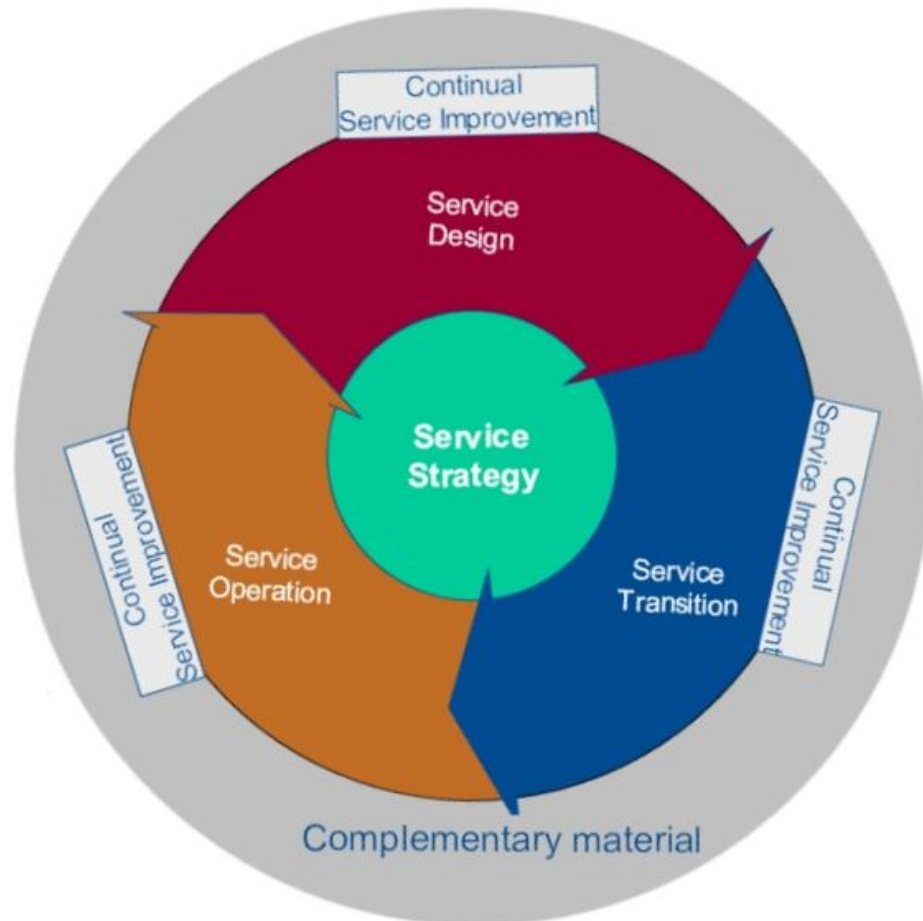 Continual
Service Improvement
Service
Design
Service
Strategy
Continual
Service Improvement
Service
Operation
Service
Transition
Continual
Service Improvement
Complementary material